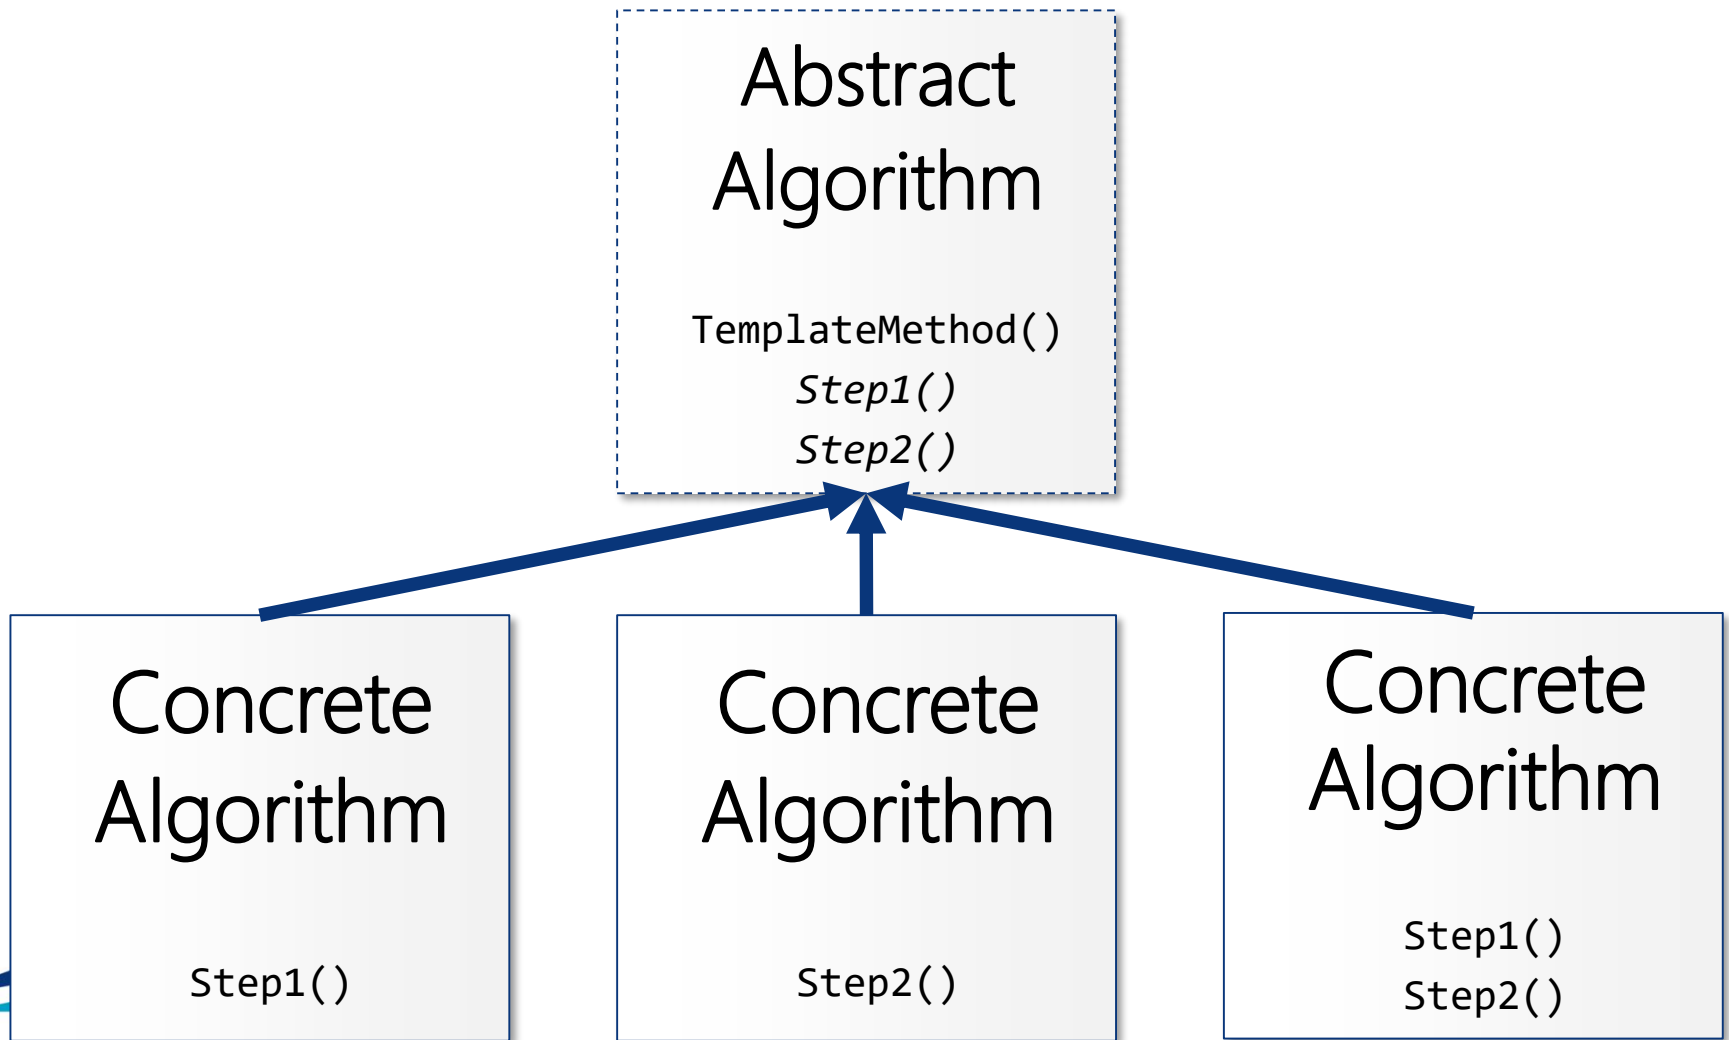 Abstract
Algorithm
TemplateMethod()
Step1()
Step2()
Concrete
Algorithm
Step1()
Concrete
Algorithm
Step2()
Concrete
Algorithm
Step1()
Step2()